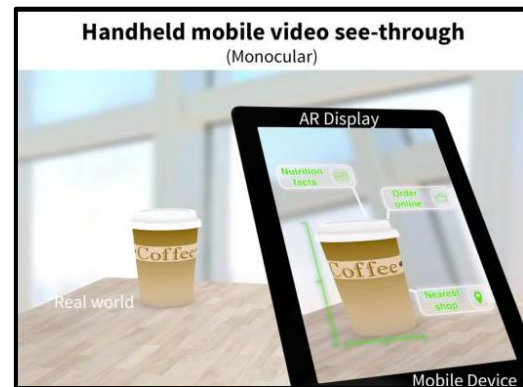 Handheld mobile video see-through
(Monocular)
AR Display
Nutrition
facts
Order
online
Coffee
Coffee
Real world
Nearest
shop
Mobile Device